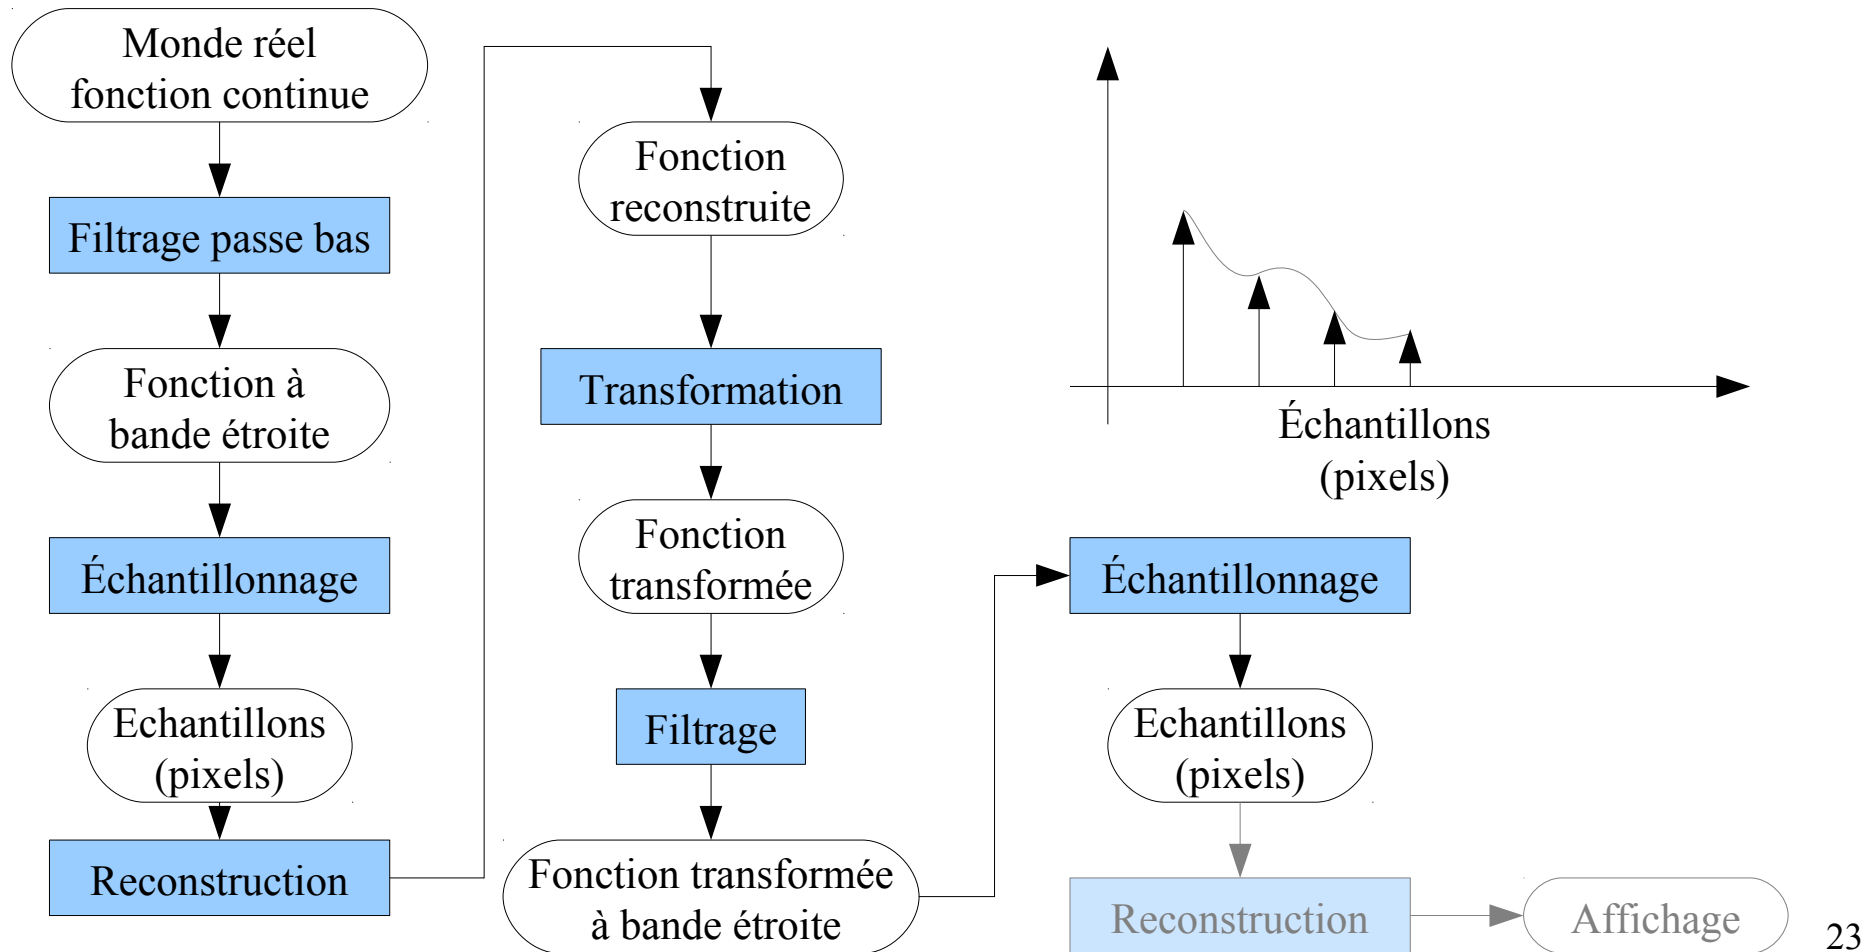 Monde réel
fonction continue
Filtrage passe bas
Fonction à
bande étroite
Échantillonnage
Echantillons
(pixels)
Reconstruction
Fonction
reconstruite
Transformation
Fonction
transformée
Filtrage
Fonction transformée
à bande étroite
Échantillons
(pixels)
Échantillonnage
Echantillons
(pixels)
Reconstruction
Affichage
23